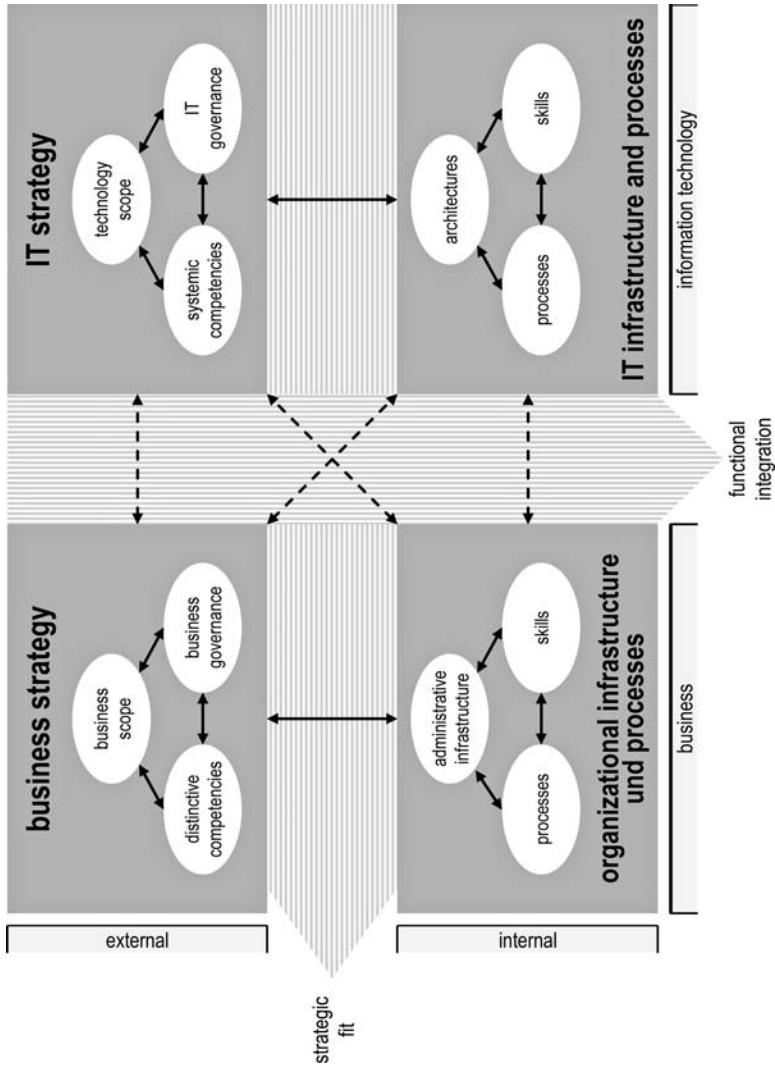 business strategy
business
scope
distinctive
competencies
business
governance
IT strategy
technology
scope
systemic
competencies
IT
governance
external
strategic
fit
internal
administrative
infrastructure
processes
skills
organizational infrastructure
und processes
architectures
processes
skills
IT infrastructure and processes
business
information technology
functional
integration